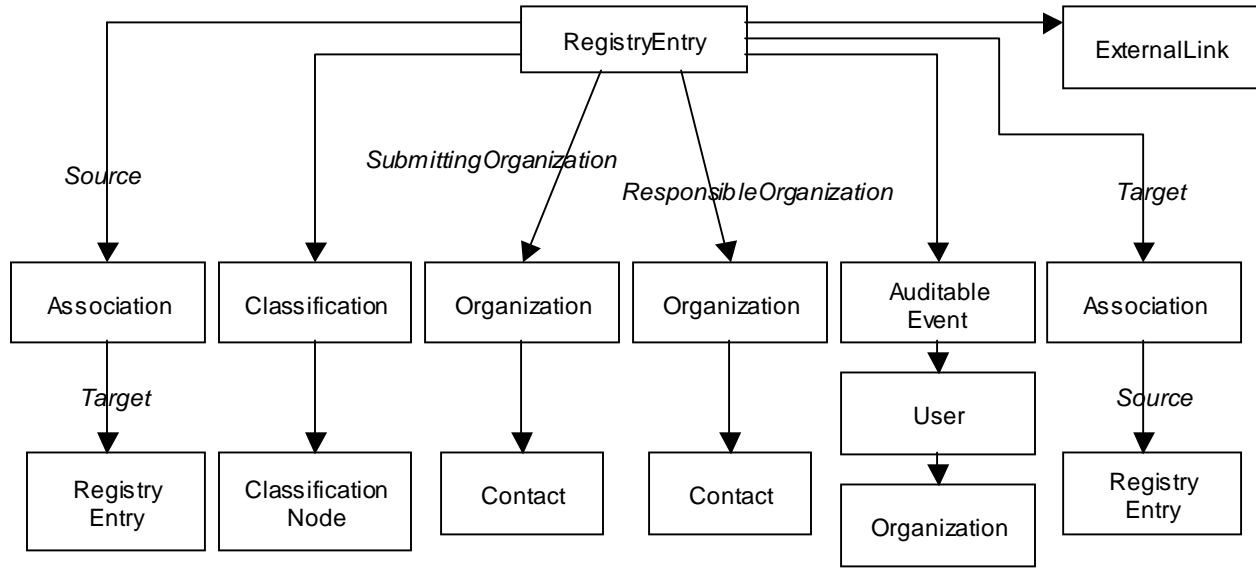 RegistryEntry
ExternalLink
SubmittingOrganization
Source
ResponsibleOrganization
Target
Association
Classification
Organization
Organization
Auditable
Event
Association
Target
User
Source
Registry
Entry
Classification
Node
Contact
Contact
Organization
Registry
Entry